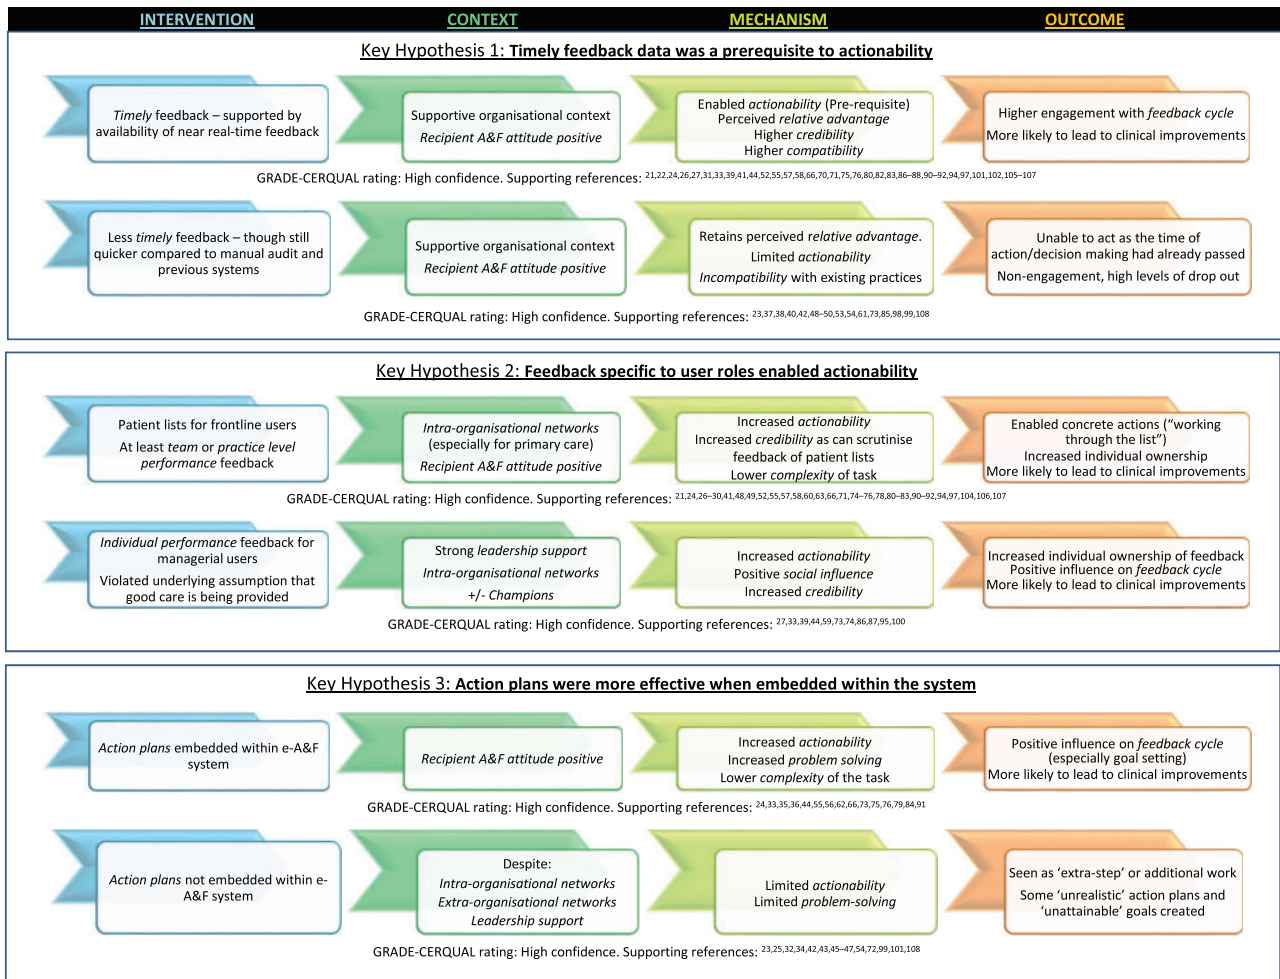 INTERVENTION CONTEXT MECHANISM OUTCOME
Key Hypothesis 1: Timely feedback data was a prerequisite to actionability
Timely feedback – supported by
availability of near real-time feedback
Supportive organisational context
Recipient A&F attitude positive
Enabled actionability (Pre-requisite)
Perceived relative advantage
Higher credibility
Higher compatibility
Higher engagement with feedback cycle
More likely to lead to clinical improvements
GRADE-CERQUAL rating: High confidence. Supporting references: 21,22,24,26,27,31,33,39,41,44,52,55,57,58,66,70,71,75,76,80,82,83,86–88,90–92,94,97,101,102,105–107
Less timely feedback – though still
quicker compared to manual audit and
previous systems
Supportive organisational context
Recipient A&F attitude positive
Retains perceived relative advantage.
Limited actionability
Incompatibility with existing practices
Unable to act as the time of
action/decision making had already passed
Non-engagement, high levels of drop out
GRADE-CERQUAL rating: High confidence. Supporting references: 23,37,38,40,42,48–50,53,54,61,73,85,98,99,108
Key Hypothesis 2: Feedback specific to user roles enabled actionability
Patient lists for frontline users
At least team or practice level
performance feedback
Intra-organisational networks
(especially for primary care)
Recipient A&F attitude positive
Increased actionability
Increased credibility as can scrutinise
feedback of patient lists
Lower complexity of task
Enabled concrete actions (“working
through the list”)
Increased individual ownership
More likely to lead to clinical improvements
GRADE-CERQUAL rating: High confidence. Supporting references: 21,24,26–30,41,48,49,52,55,57,58,60,63,66,71,74–76,78,80–83,90–92,94,97,104,106,107
Individual performance feedback for
managerial users
Violated underlying assumption that
good care is being provided
Strong leadership support
Intra-organisational networks
+/- Champions
Increased actionability
Positive social influence
Increased credibility
Increased individual ownership of feedback
Positive influence on feedback cycle
More likely to lead to clinical improvements
GRADE-CERQUAL rating: High confidence. Supporting references: 27,33,39,44,59,73,74,86,87,95,100
Key Hypothesis 3: Action plans were more effective when embedded within the system
Action plans embedded within e-A&F
system
Recipient A&F attitude positive
Increased actionability
Increased problem solving
Lower complexity of the task
Positive influence on feedback cycle
(especially goal setting)
More likely to lead to clinical improvements
GRADE-CERQUAL rating: High confidence. Supporting references: 24,33,35,36,44,55,56,62,66,73,75,76,79,84,91
Action plans not embedded within e-
A&F system
Despite:
Intra-organisational networks
Extra-organisational networks
Leadership support
Limited actionability
Limited problem-solving
Seen as ‘extra-step’ or additional work
Some ‘unrealistic’ action plans and
‘unattainable’ goals created
GRADE-CERQUAL rating: High confidence. Supporting references: 23,25,32,34,42,43,45–47,54,72,99,101,108